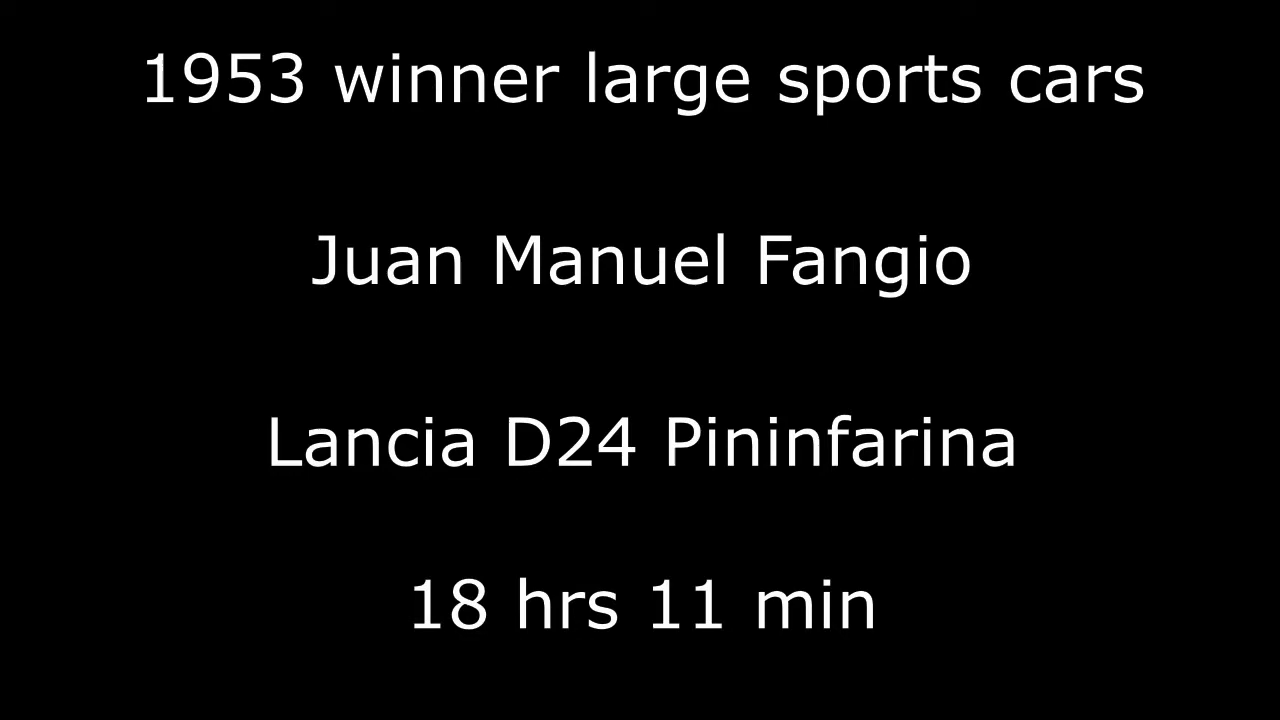 1953 winner large sports cars
Juan Manuel Fangio
Lancia D24 Pininfarina
18 hrs 11 min